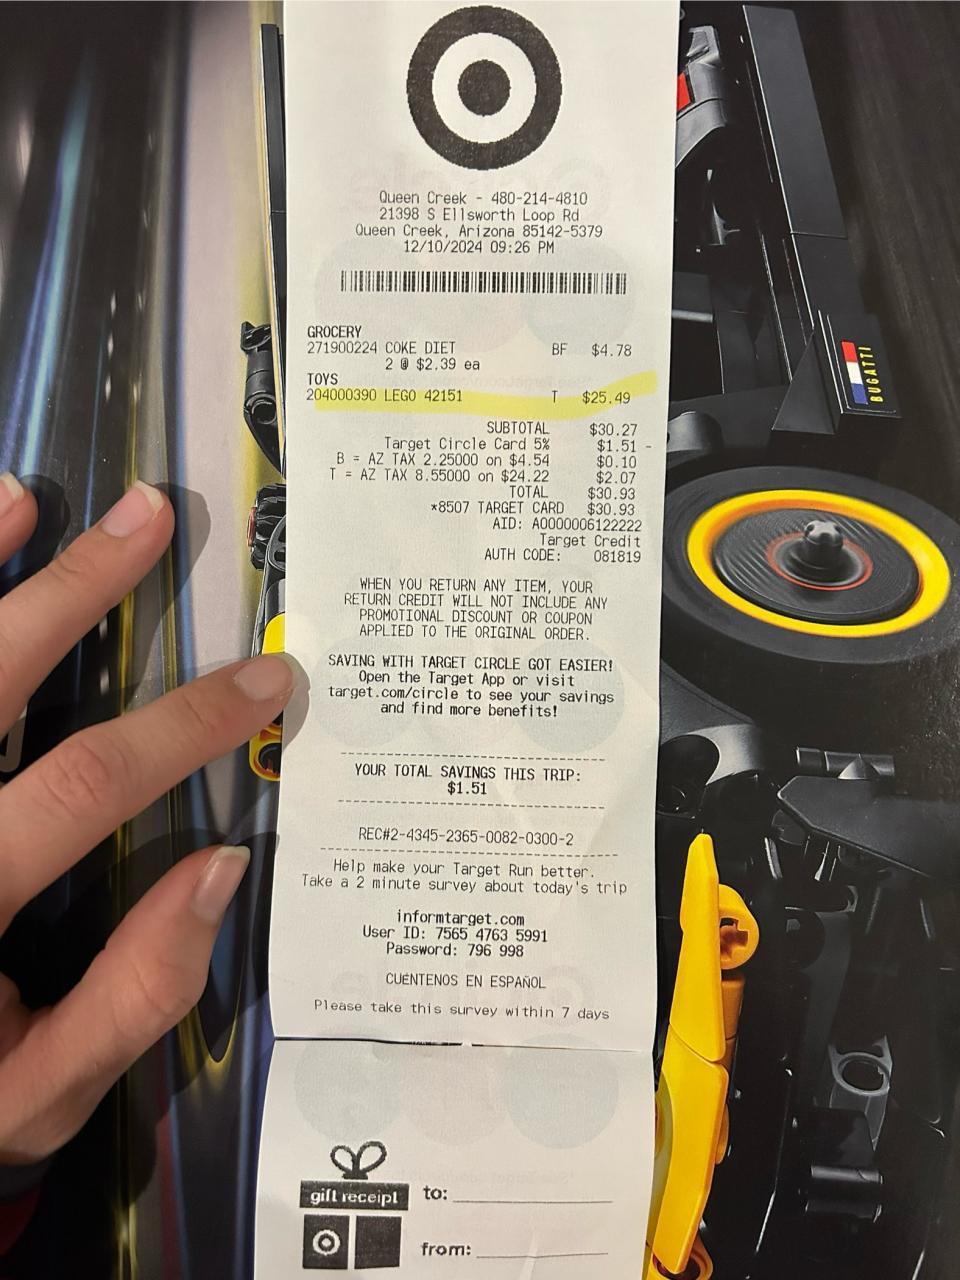 Queen Creek - 480-214-4810
21398 S Ellsworth Loop Rd
Queen Creek, Arizona 85142-5379
12/10/2024 09:26 PM
GROCERY
271900224 COKE DIET BF $4.78
2 @ $2.39 ea
TOYS
204000390 LEGO 42151 T $25.49
SUBTOTAL $30.27
Target Circle Card 5% $1.51 -
B = AZ TAX 2.25000 on $4.54 $0.10
T = AZ TAX 8.55000 on $24.22 $2.07
TOTAL $30.93
*8507 TARGET CARD $30.93
AID: A0000006122222
Target Credit
AUTH CODE: 081819
WHEN YOU RETURN ANY ITEM, YOUR
RETURN CREDIT WILL NOT INCLUDE ANY
PROMOTIONAL DISCOUNT OR COUPON
APPLIED TO THE ORIGINAL ORDER.
SAVING WITH TARGET CIRCLE GOT EASIER!
Open the Target App or visit
target.com/circle to see your savings
and find more benefits!
YOUR TOTAL SAVINGS THIS TRIP:
$1.51
REC#2-4345-2365-0082-0300-2
Help make your Target Run better.
Take a 2 minute survey about today's trip
informtarget.com
User ID: 7565 4763 5991
Password: 796 998
CUÉNTENOS EN ESPAÑOL
Please take this survey within 7 days
gift receipt
to:
from:
BUGATTI